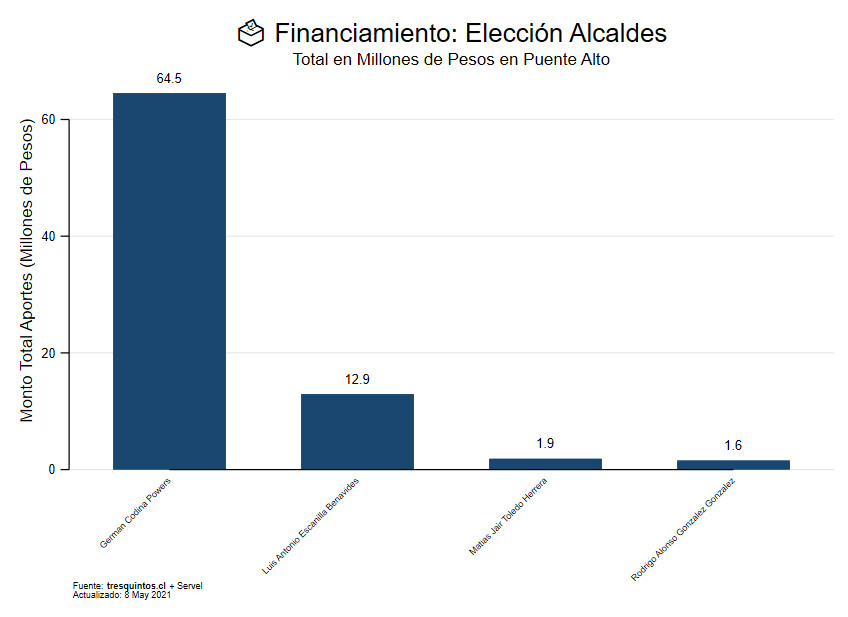 🗳 Financiamiento: Elección Alcaldes
Total en Millones de Pesos en Puente Alto
Monto Total Aportes (Millones de Pesos)
60
40
20
0
64.5
12.9
1.9
1.6
German Codina Powers
Luis Antonio Escanilla Benavides
Matias Jair Toledo Herrera
Rodrigo Alonso Gonzalez Gonzalez
Fuente: tresquintos.cl + Servel
Actualizado: 8 May 2021